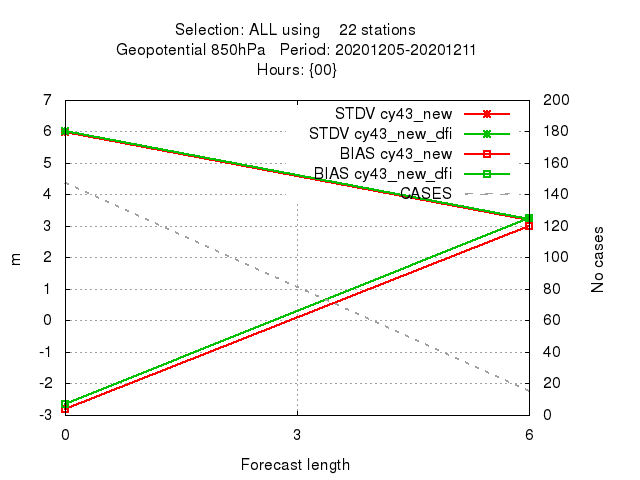 Selection: ALL using    22 stations
Geopotential 850hPa   Period: 20201205-20201211
Hours: {00}
7 200
STDV cy43_new
6 180
STDV cy43_new_dfi
5 160
BIAS cy43_new
BIAS cy43_new_dfi
4 140
CASES
3 120
2 100
m
No cases
1 80
0 60
-1 40
-2 20
-3 0
0 3 6
Forecast length